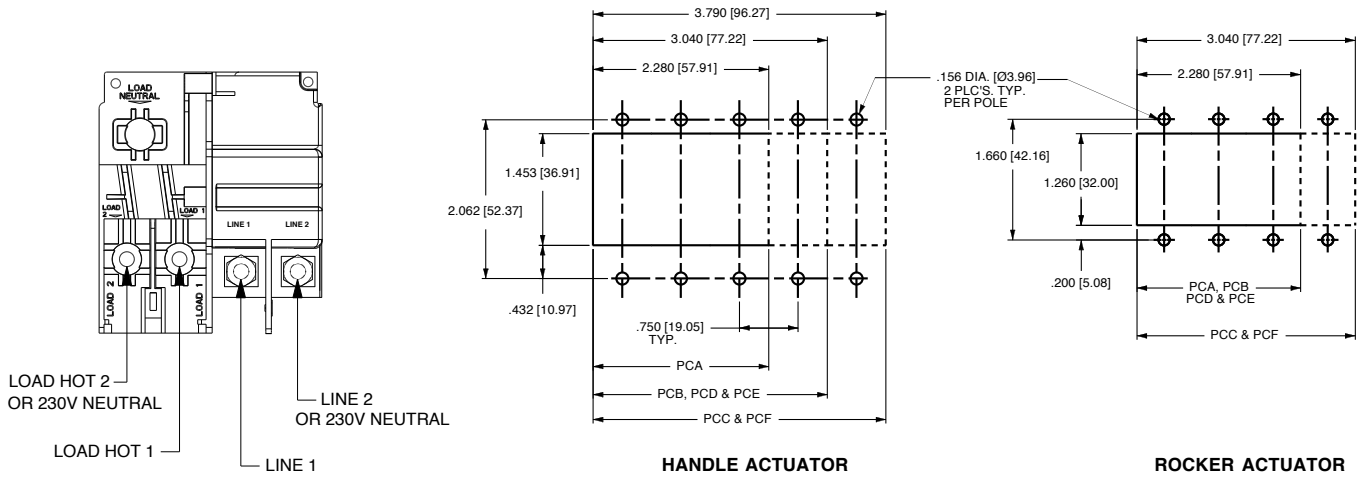 LOAD
NEUTRAL
LOAD
2
LOAD 1
LINE 1
LINE 2
LOAD 2
LOAD 1
LOAD HOT 2
OR 230V NEUTRAL
LOAD HOT 1
LINE 2
OR 230V NEUTRAL
LINE 1
3.790 [96.27]
3.040 [77.22]
2.280 [57.91]
.156 DIA. [Ø3.96]
2 PLC'S. TYP.
PER POLE
1.453 [36.91]
2.062 [52.37]
.432 [10.97]
.750 [19.05]
TYP.
PCA
PCB, PCD & PCE
PCC & PCF
HANDLE ACTUATOR
3.040 [77.22]
2.280 [57.91]
1.660 [42.16]
1.260 [32.00]
.200 [5.08]
PCA, PCB
PCD & PCE
PCC & PCF
ROCKER ACTUATOR